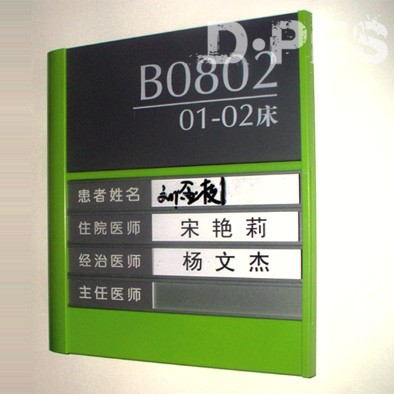 D·PES
B0802
01-02床
患者姓名
住院医师 宋艳莉
经治医师 杨文杰
主任医师